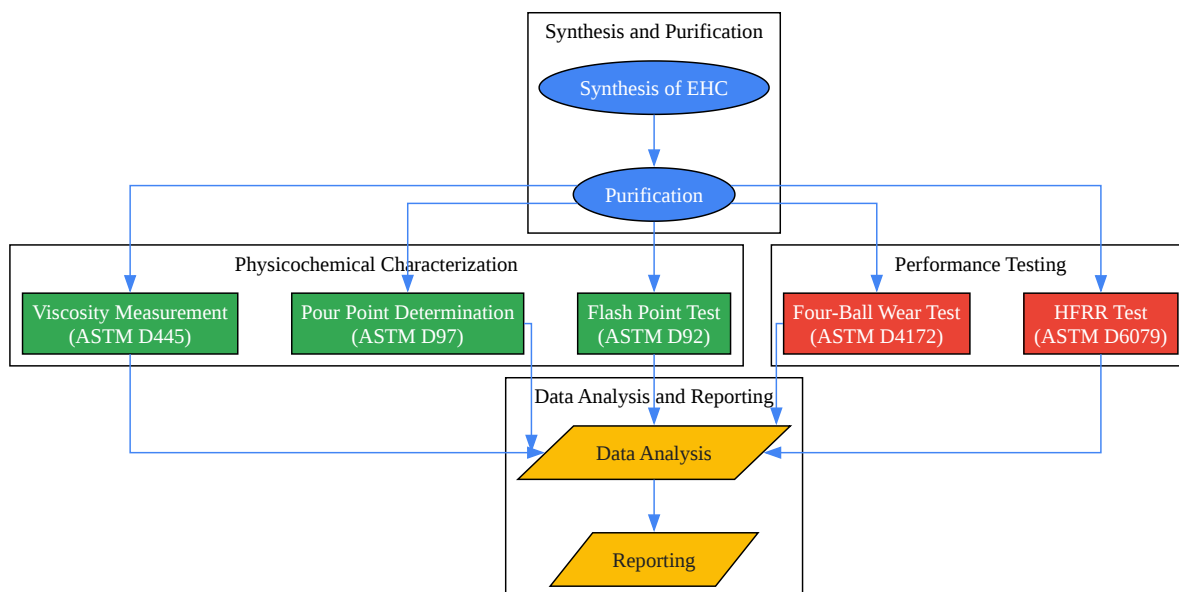 Synthesis and Purification
Synthesis of EHC
Purification
Physicochemical Characterization
Performance Testing
Viscosity Measurement
(ASTM D445)
Pour Point Determination
(ASTM D97)
Flash Point Test
(ASTM D92)
Four-Ball Wear Test
(ASTM D4172)
HFRR Test
(ASTM D6079)
Data Analysis and Reporting
Data Analysis
Reporting